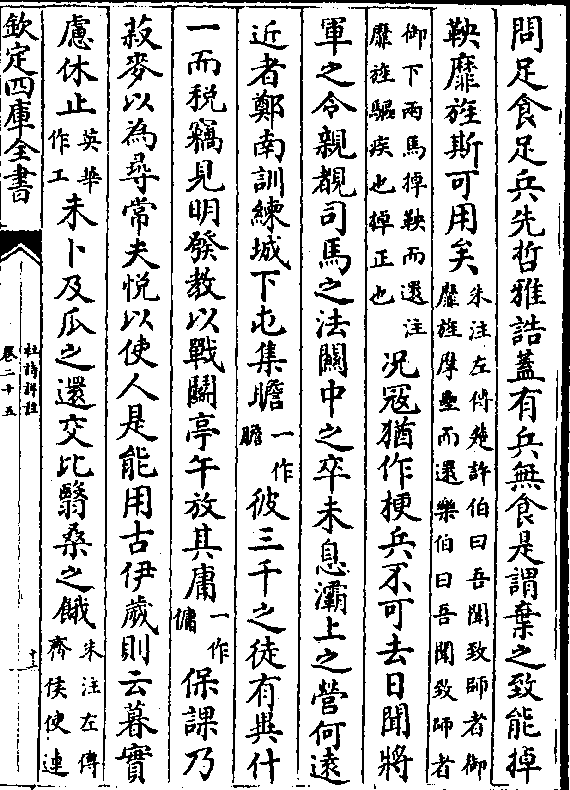 問足食足兵先哲雅誥蓋有兵無食是謂棄之致能掉
鞅靡旌斯可用矣朱注左傳楚許伯曰吾聞致師者御
靡旌摩壘而還樂伯曰吾聞致師者
御下兩馬掉鞅而還注
靡旌驅疾也掉正也况寇猶作梗兵不可去日聞將
軍之令親覩司馬之法關中之卒未息灞上之營何遠
近者鄭南訓練城下屯集瞻一作
贍彼三千之徒有異什
一而税竊見明發教以戰鬬亭午放其庸一作
傭保課乃
菽麥以為尋常夫悦以使人是能用古伊歲則云暮實
慮休止英華
作工未卜及瓜之還交比翳桑之餓朱注左傳
齊侯使連
欽定四庫全書
杜詩詳註
卷二十五
十三